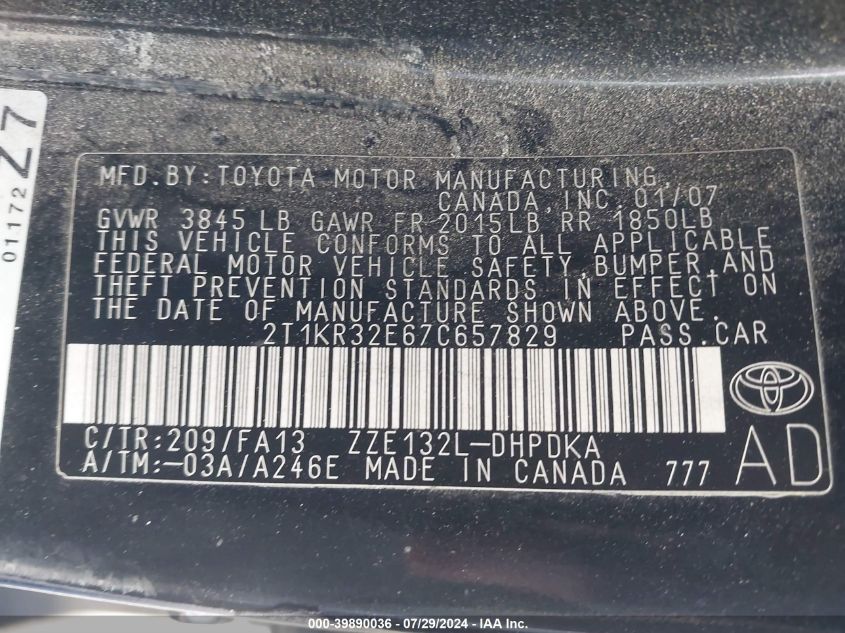 Z7
01172
MFD.BY:TOYOTA MOTOR MANUFACTURING,
CANADA, INC. 01/07
GVWR 3845 LB GAWR FR 2015LB RR 1850LB
THIS VEHICLE CONFORMS TO ALL APPLICABLE
FEDERAL MOTOR VEHICLE SAFETY,BUMPER,AND
THEFT PREVENTION STANDARDS IN EFFECT ON
THE DATE OF MANUFACTURE SHOWN ABOVE.
2T1KR32E67C657829 PASS.CAR
C/TR:209/FA13 ZZE132L-DHPDKA
A/TM:-03A/A246E MADE IN CANADA 777 AD
000-39890036 - 07/29/2024 - IAA Inc.